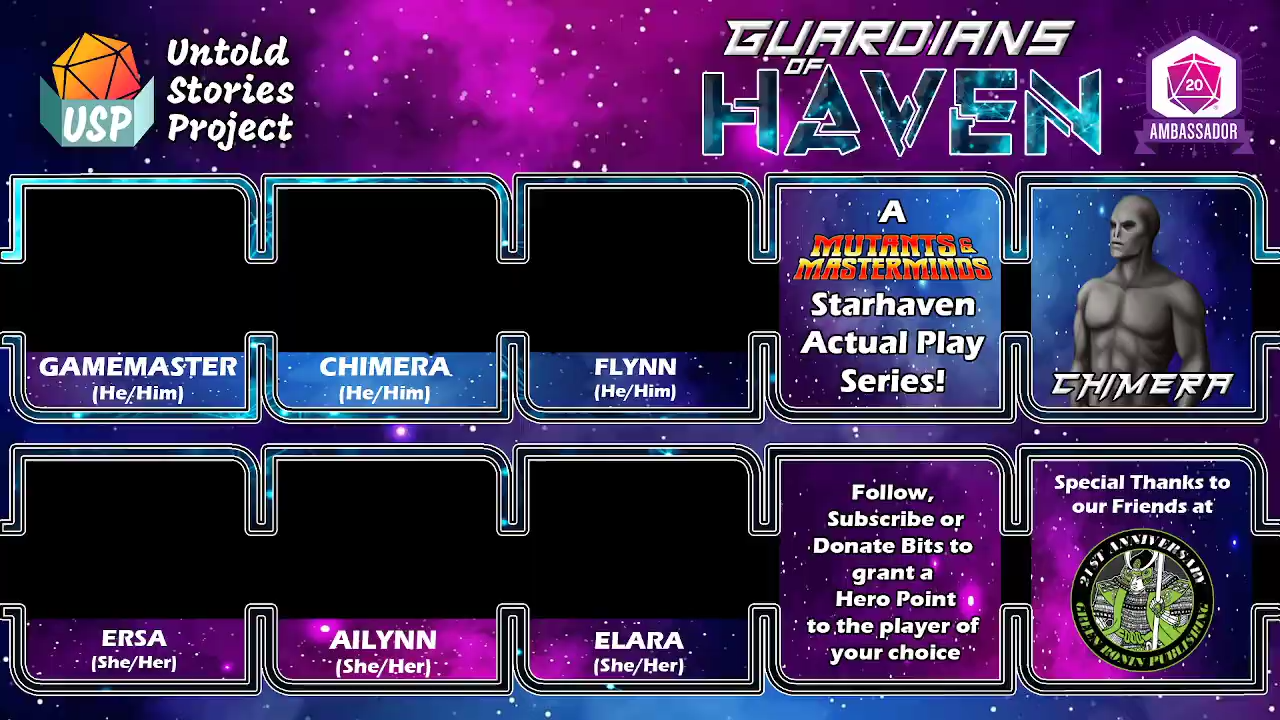 USP
Untold
Stories
Project
GUARDIANS
OF
HAVEN
20
AMBASSADOR
GAMEMASTER
(He/Him)
CHIMERA
(He/Him)
FLYNN
(He/Him)
A
MUTANTS &
MASTERMINDS
Starhaven
Actual Play
Series!
CHIMERA
ERSA
(She/Her)
AILYNN
(She/Her)
ELARA
(She/Her)
Follow,
Subscribe or
Donate Bits to
grant a
Hero Point
to the player of
your choice
Special Thanks to
our Friends at
21ST ANNIVERSARY
GREEN RONIN PUBLISHING